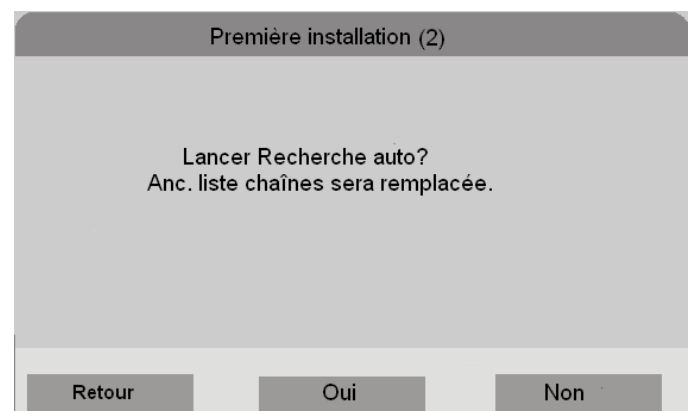 Première installation (2)
Lancer Recherche auto?
Anc. liste chaînes sera remplacée.
Retour
Oui
Non